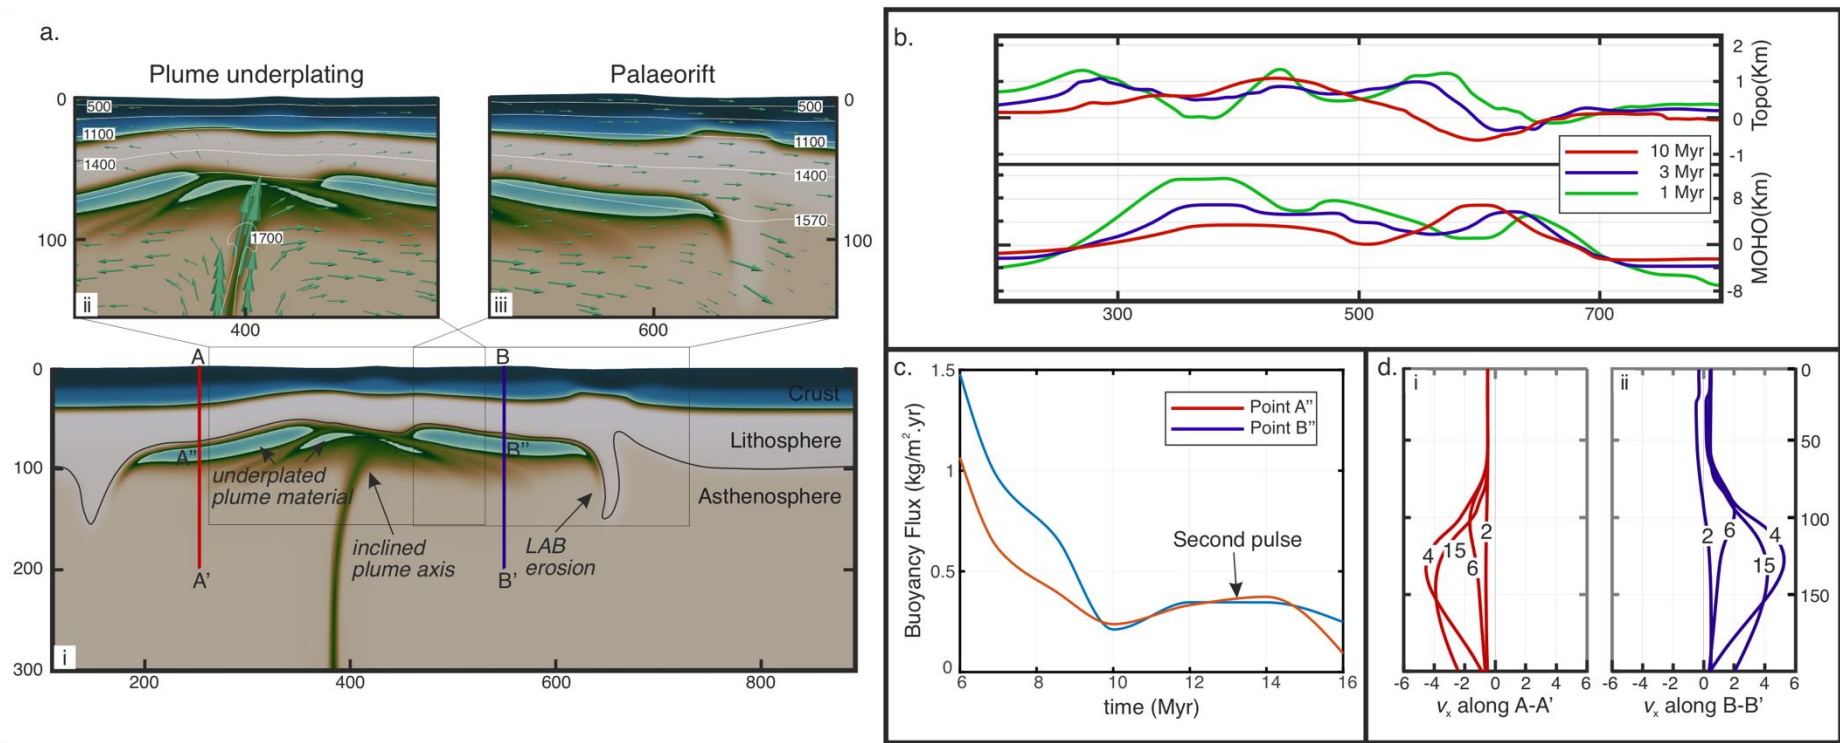 a.
Plume underplating
Palaeorift
0
500
1100
1400
1700
100
ii
400
500
0
1100
1400
1570
100
iii
600
A
B
0
Crust
Lithosphere
A’’
B’’
100
underplated
plume material
Asthenosphere
inclined
plume axis
LAB
erosion
200
A’
B’
i
300
200
400
600
800
b.
2
1
0
-1
Topo(Km)
10 Myr
3 Myr
1 Myr
8
0
-8
MOHO(Km)
300
500
700
c.
1.5
1
0.5
0
Buoyancy Flux (kg/m².yr)
Point A’’
Point B’’
Second pulse
6
8
10
12
14
16
time (Myr)
d.
i
2
4
15
6
-6
-4
-2
0
2
4
6
vₓ along A-A’
ii
0
50
100
150
2
6
4
15
-6
-4
-2
0
2
4
6
vₓ along B-B’